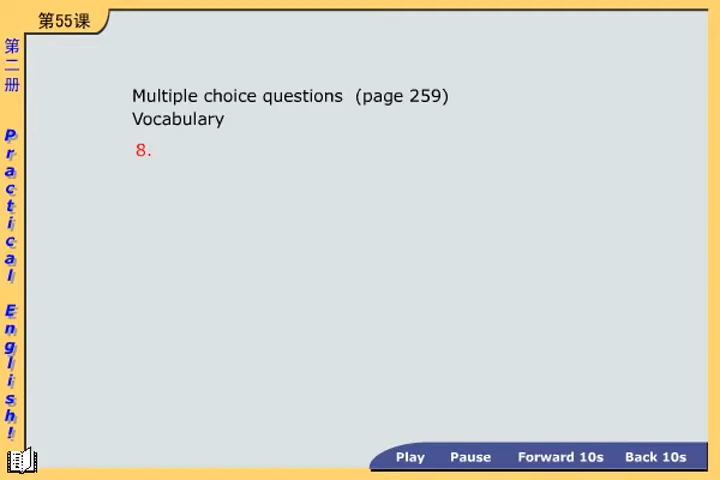 第55课
第二册 Practical English!
Multiple choice questions (page 259)
Vocabulary
8.
Play Pause Forward 10s Back 10s